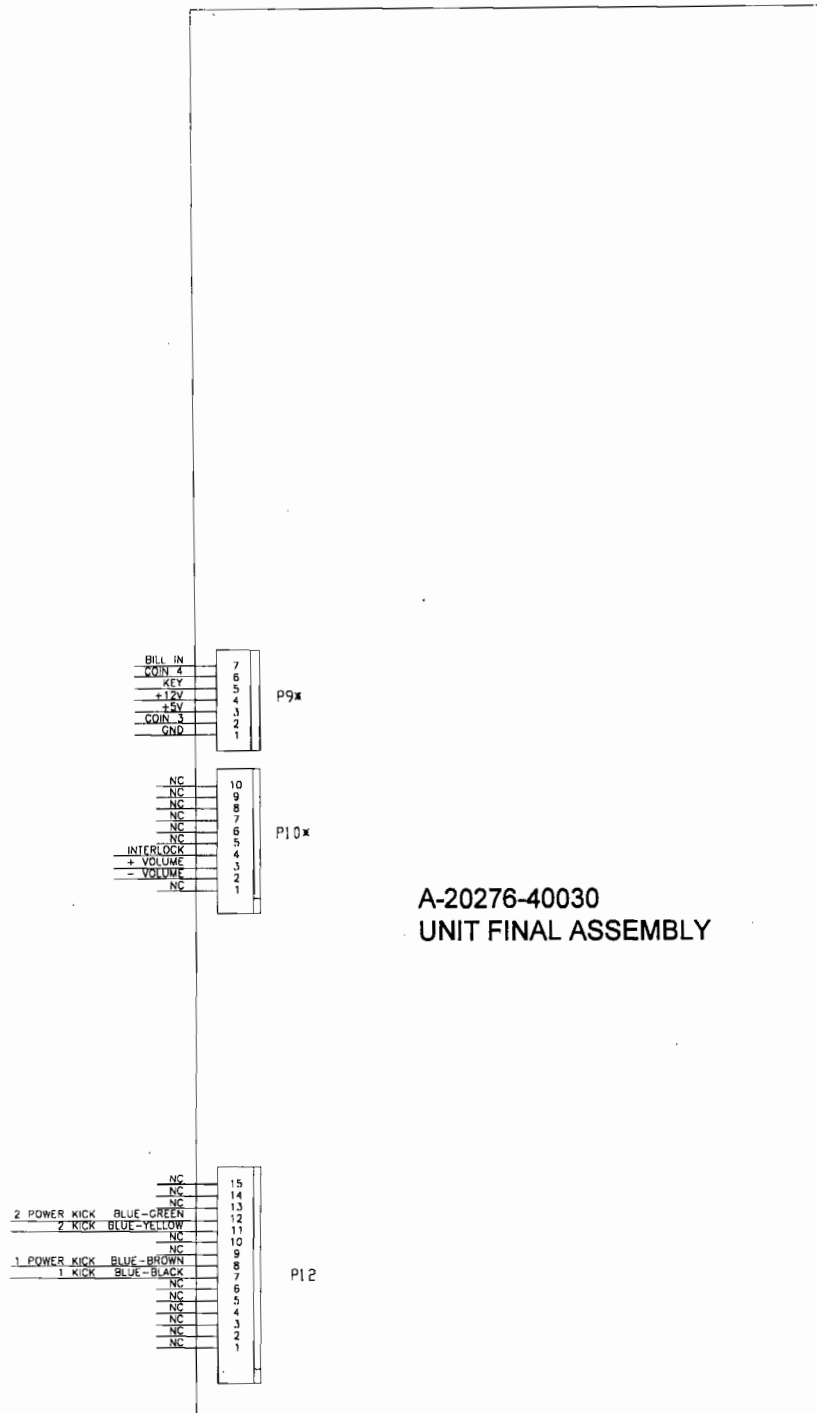 BILL IN 7
COIN 4 6
KEY 5
+12V 4
+5V 3
COIN 3 2
GND 1
P9*
NC 10
NC 9
NC 8
NC 7
NC 6
NC 5
INTERLOCK 4
+ VOLUME 3
- VOLUME 2
NC 1
P10*
A-20276-40030
UNIT FINAL ASSEMBLY
NC 15
NC 14
NC 13
2 POWER KICK BLUE-GREEN 12
2 KICK BLUE-YELLOW 11
NC 10
NC 9
1 POWER KICK BLUE-BROWN 8
1 KICK BLUE-BLACK 7
NC 6
NC 5
NC 4
NC 3
NC 2
NC 1
P12